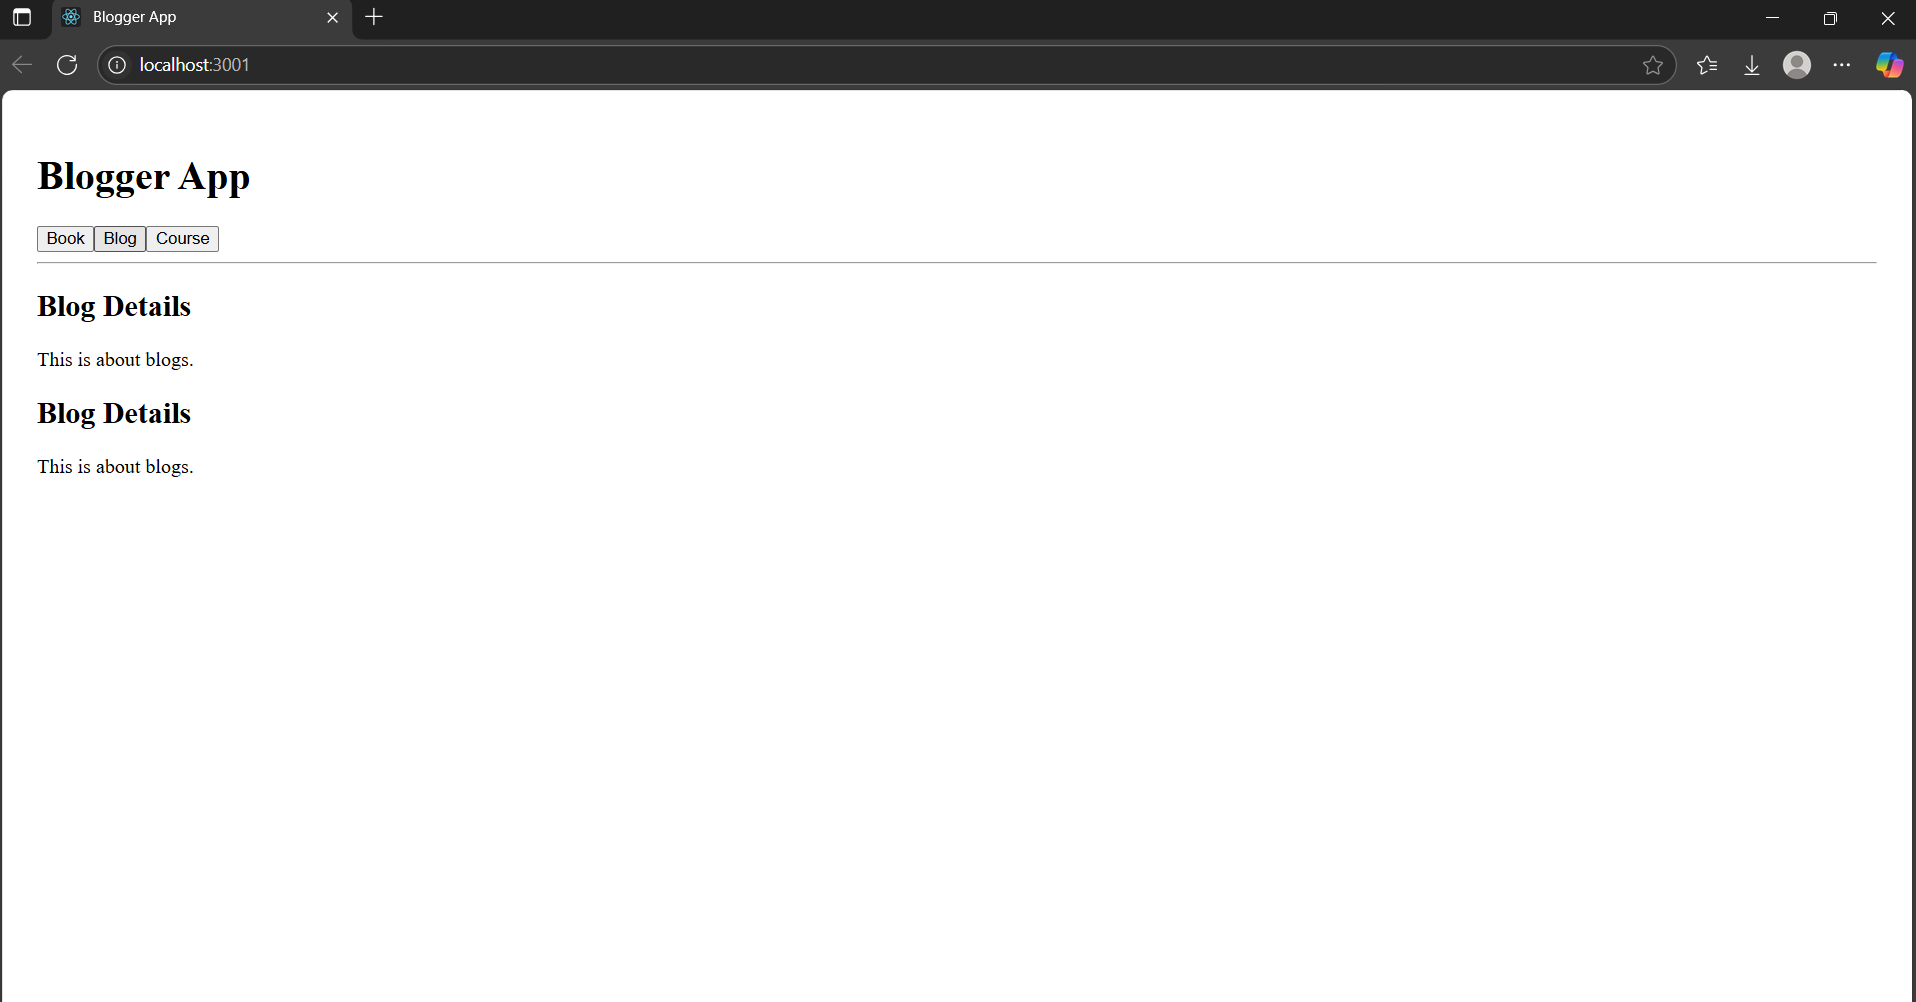 Blogger App
localhost:3001
Blogger App
Book Blog Course
Blog Details
This is about blogs.
Blog Details
This is about blogs.